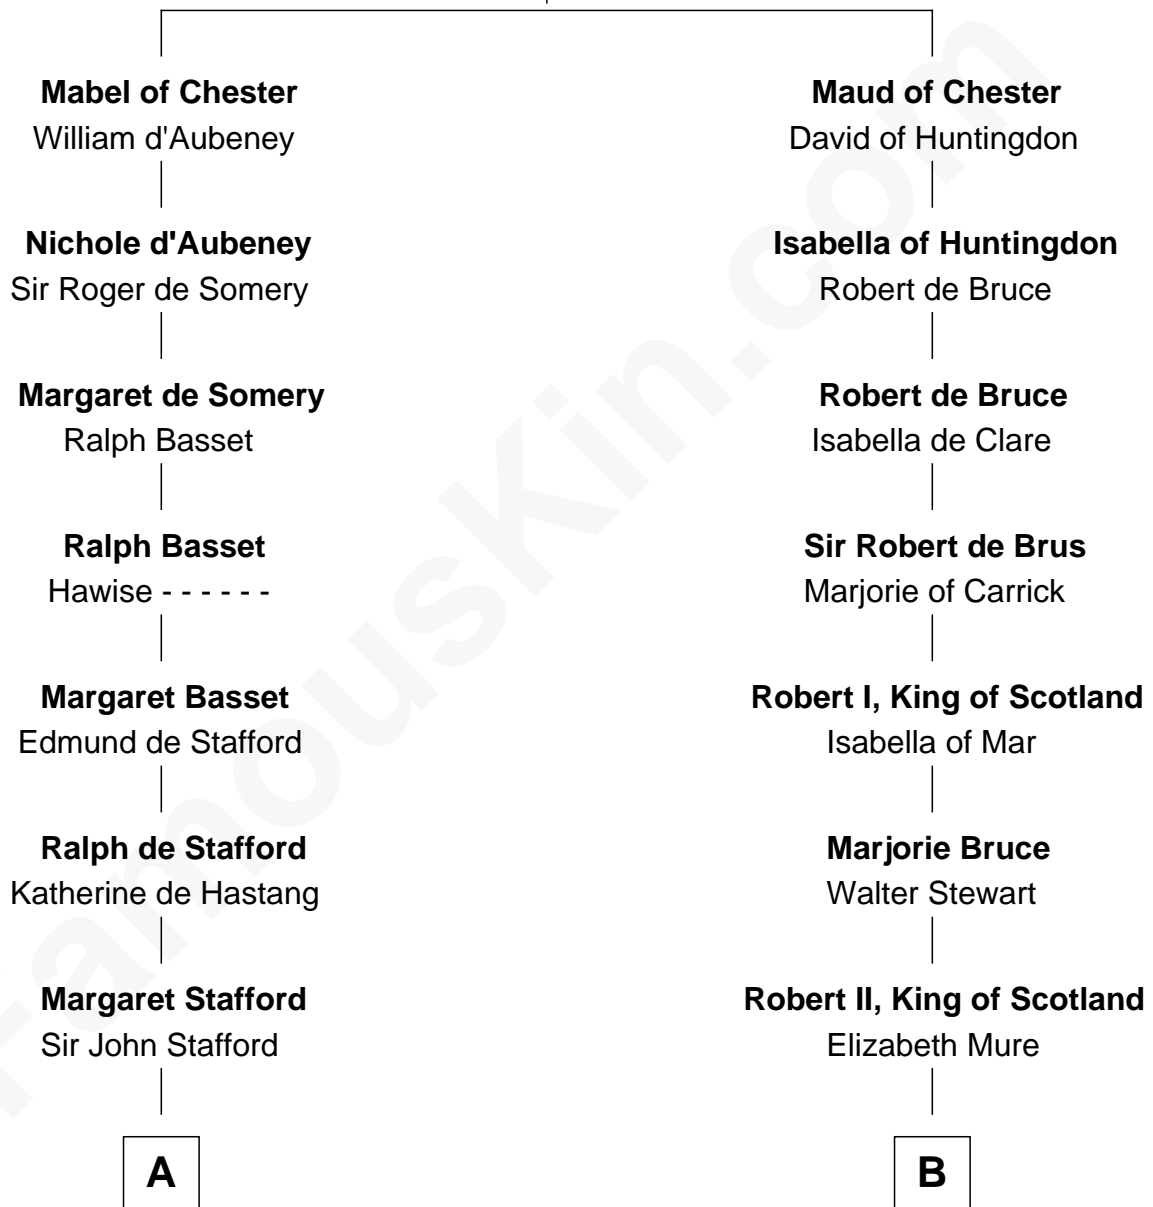 Mabel of Chester
William d'Aubeney
Nichole d'Aubeney
Sir Roger de Somery
Margaret de Somery
Ralph Basset
Ralph Basset
Hawise - - - - - -
Margaret Basset
Edmund de Stafford
Ralph de Stafford
Katherine de Hastang
Margaret Stafford
Sir John Stafford
A
Maud of Chester
David of Huntingdon
Isabella of Huntingdon
Robert de Bruce
Robert de Bruce
Isabella de Clare
Sir Robert de Brus
Marjorie of Carrick
Robert I, King of Scotland
Isabella of Mar
Marjorie Bruce
Walter Stewart
Robert II, King of Scotland
Elizabeth Mure
B
FamousKin.com